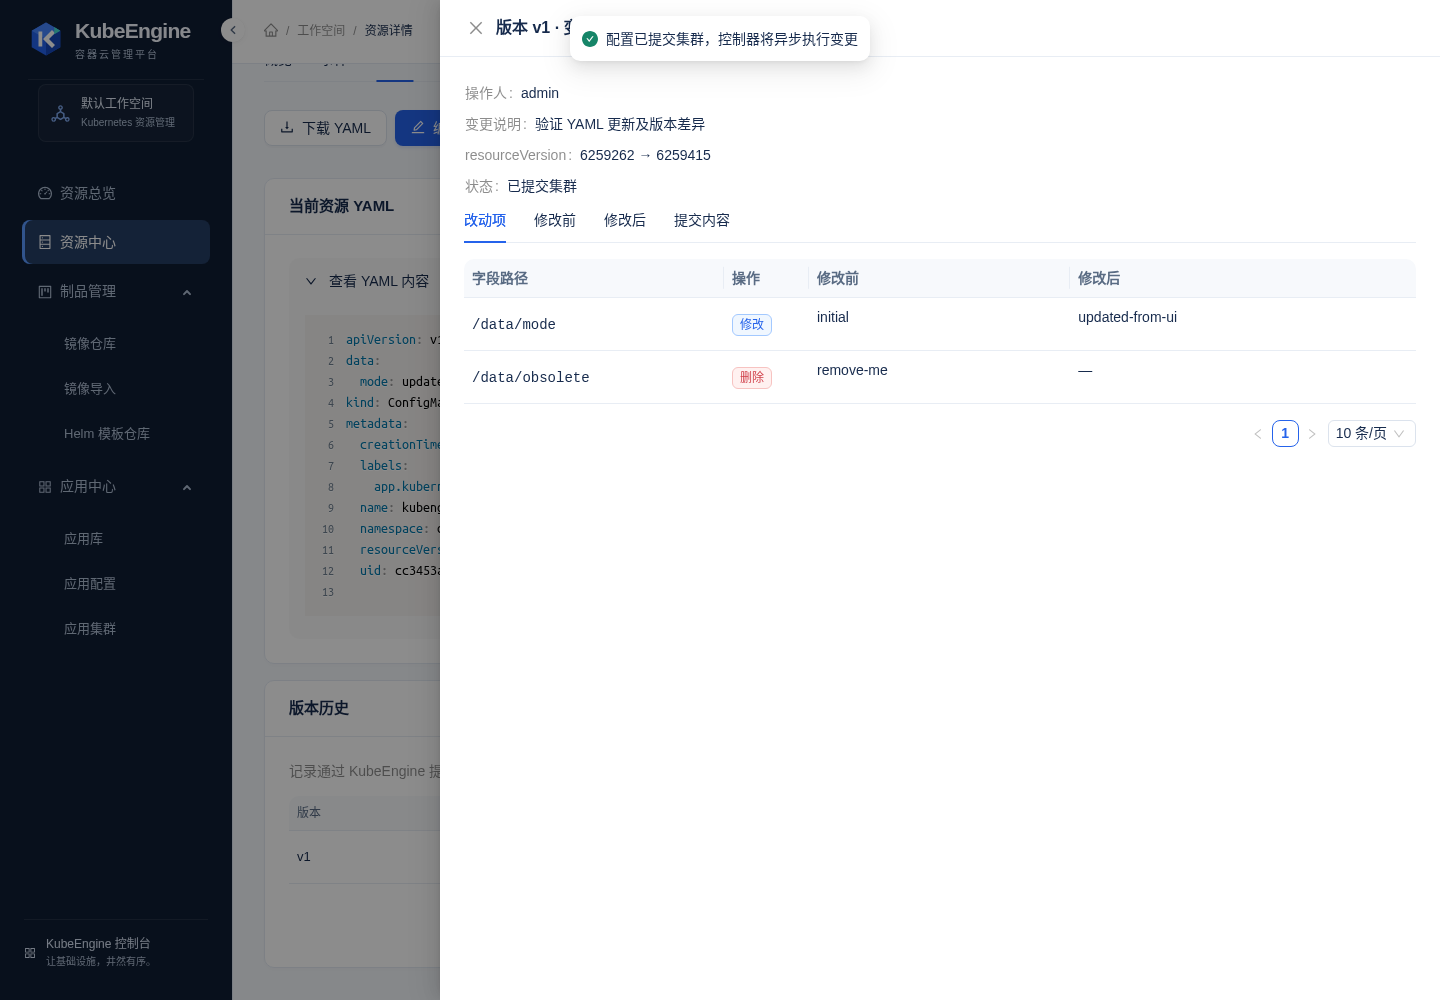 KubeEngine
容器云管理平台
默认工作空间
Kubernetes 资源管理
资源总览
资源中心
制品管理
镜像仓库
镜像导入
Helm 模板仓库
应用中心
应用库
应用配置
应用集群
KubeEngine 控制台
让基础设施，井然有序。
/ 工作空间 / 资源详情
下载 YAML
当前资源 YAML
查看 YAML 内容
1 apiVersion: v1
2 data:
3 mode: update
4 kind: ConfigMa
5 metadata:
6 creationTime
7 labels:
8 app.kubern
9 name: kubeng
10 namespace:
11 resourceVers
12 uid: cc3453a
13
版本历史
记录通过 KubeEngine 提
版本
v1
版本 v1 ·
配置已提交集群，控制器将异步执行变更
操作人： admin
变更说明： 验证 YAML 更新及版本差异
resourceVersion： 6259262 → 6259415
状态： 已提交集群
改动项 修改前 修改后 提交内容
字段路径 操作 修改前 修改后
/data/mode 修改 initial updated-from-ui
/data/obsolete 删除 remove-me —
1 10 条/页